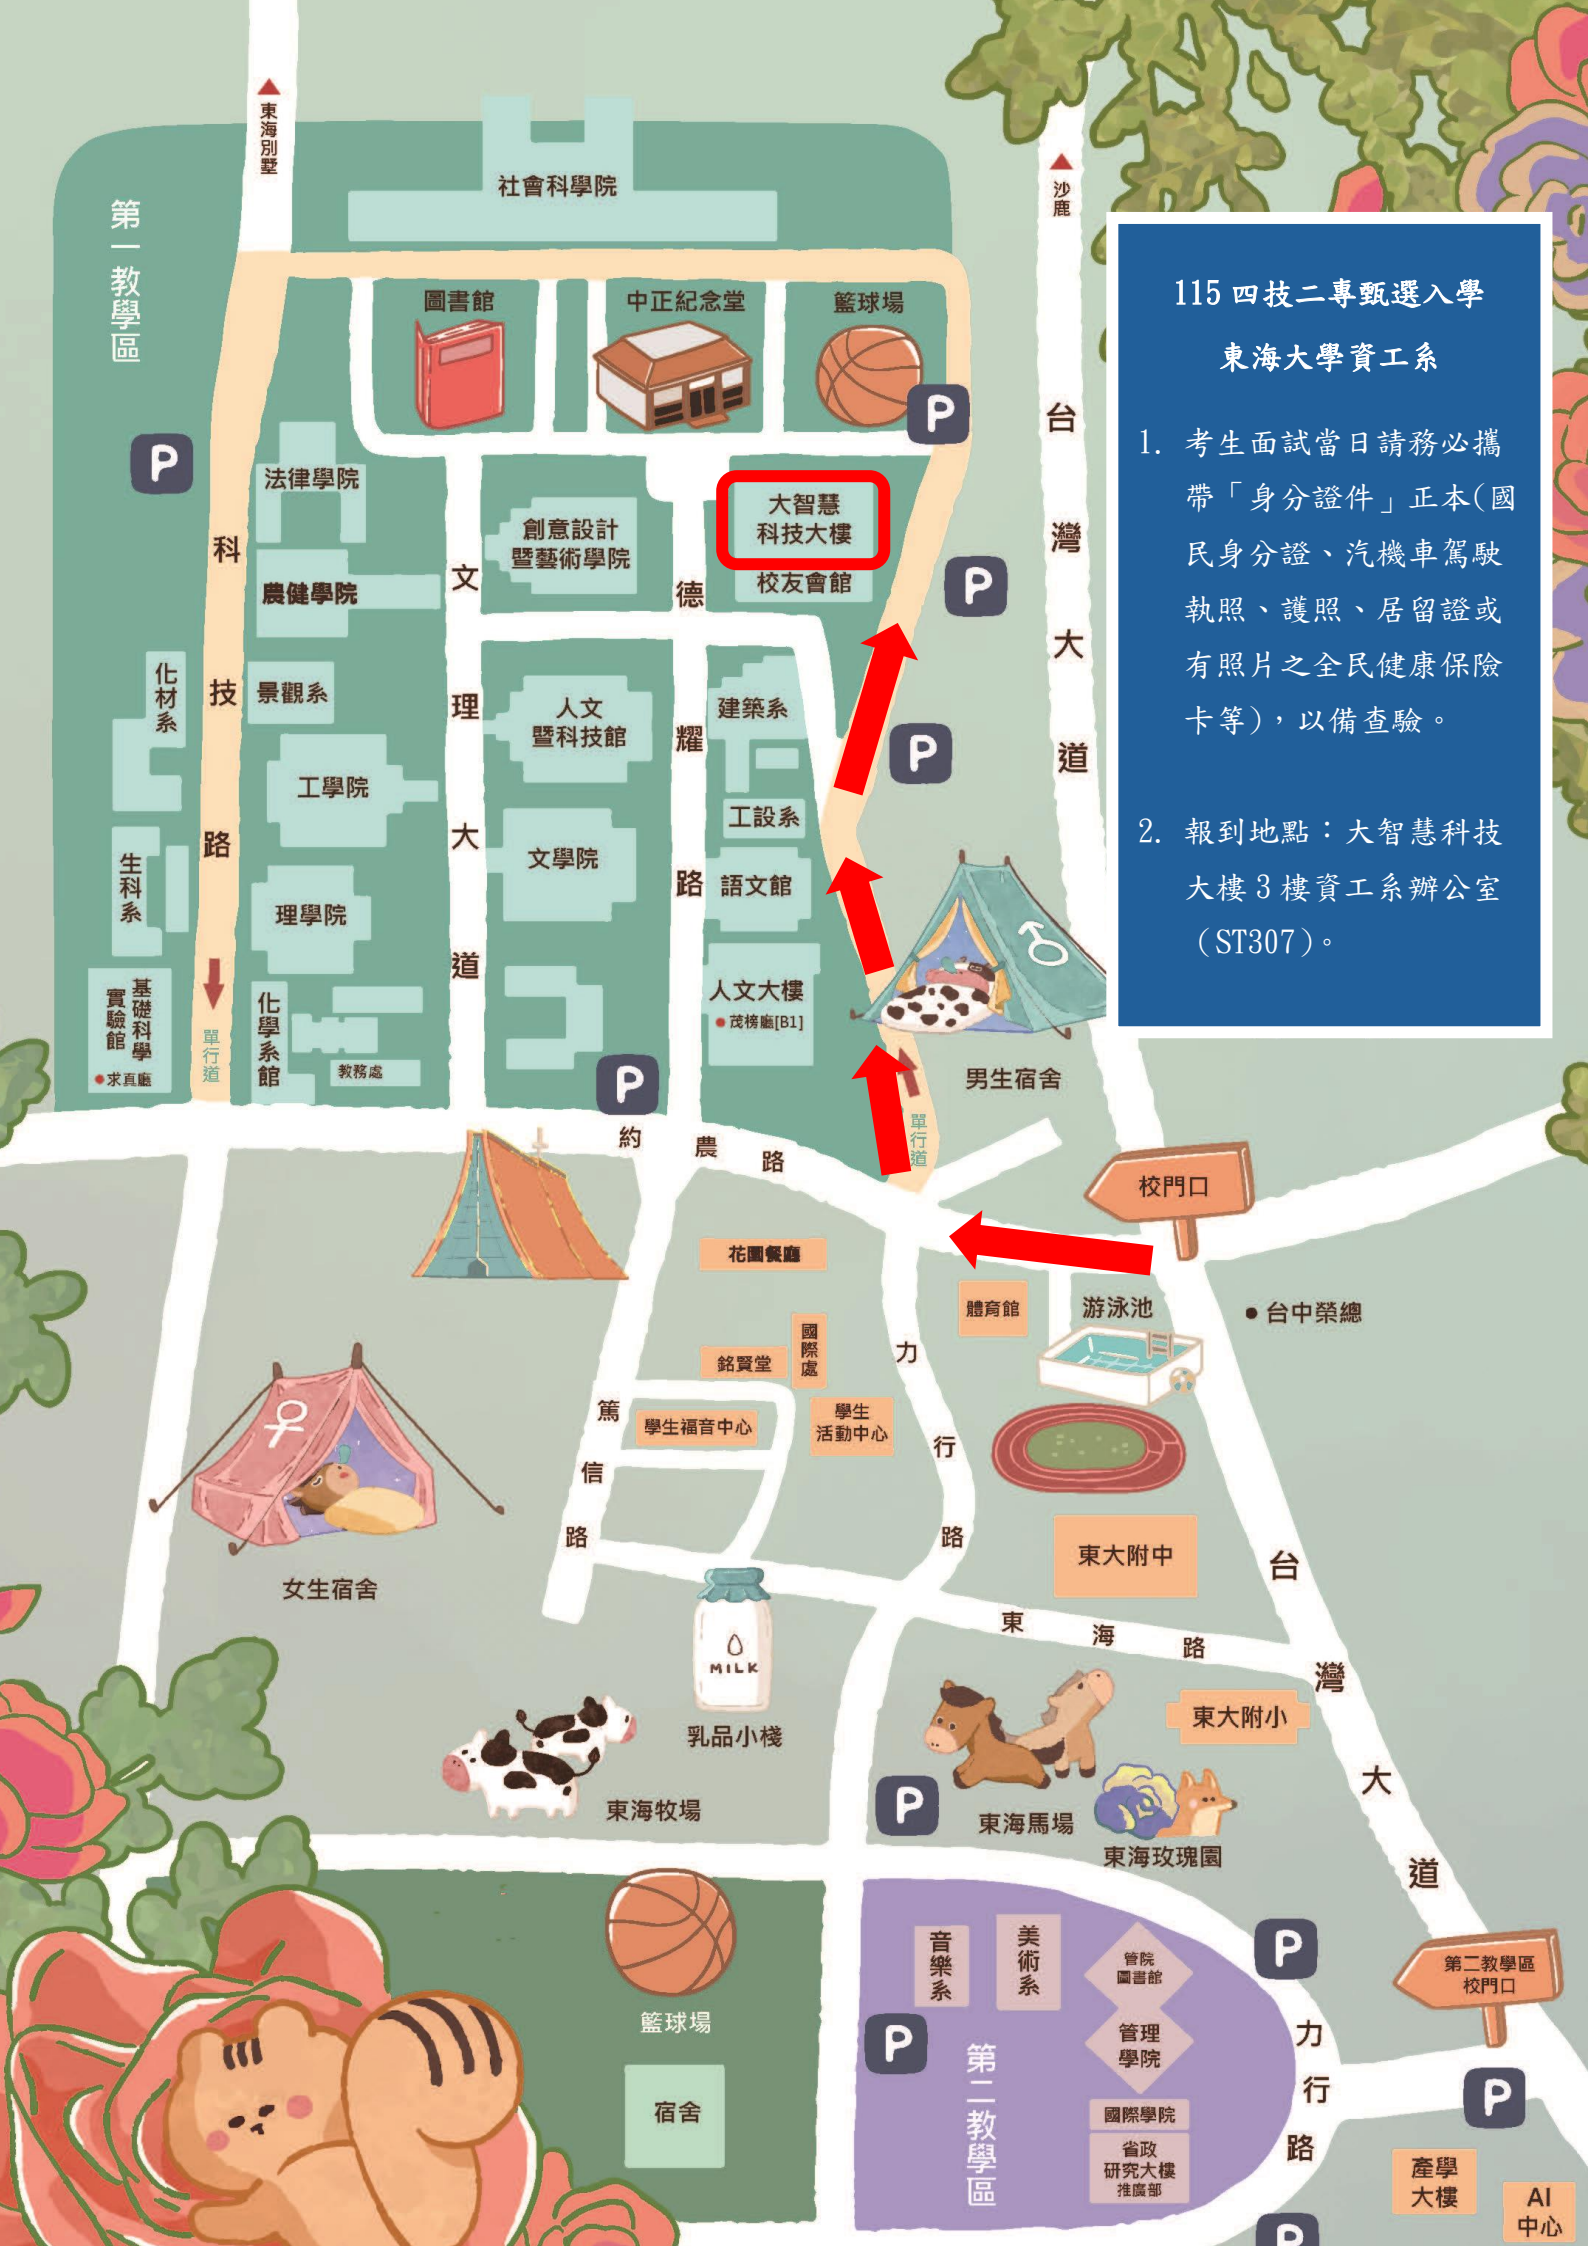 東海別墅
沙鹿
社會科學院
第一教學區
圖書館
中正紀念堂
籃球場
P
P
115 四技二專甄選入學
東海大學資工系
1. 考生面試當日請務必攜
帶「身分證件」正本(國
民身分證、汽機車駕駛
執照、護照、居留證或
有照片之全民健康保險
卡等)，以備查驗。
2. 報到地點：大智慧科技
大樓 3 樓資工系辦公室
（ST307）。
台灣大道
法律學院
科技路
農健學院
文理大道
創意設計
暨藝術學院
德耀路
大智慧
科技大樓
校友會館
P
化材系
景觀系
人文
暨科技館
建築系
P
工學院
工設系
生科系
文學院
語文館
理學院
基礎科學
實驗館
求真廳
單行道
化學系館
教務處
人文大樓
茂榜廳[B1]
男生宿舍
單行道
P
約農路
校門口
花園餐廳
體育館
游泳池
台中榮總
國際處
銘賢堂
力行路
篤信路
學生福音中心
學生
活動中心
東大附中
台灣大道
女生宿舍
東海路
MILK
乳品小棧
東大附小
東海牧場
P
東海馬場
東海玫瑰園
籃球場
宿舍
音樂系
美術系
管院
圖書館
P
第二教學區
校門口
P
第二教學區
管理
學院
力行路
國際學院
省政
研究大樓
推廣部
P
產學
大樓
AI
中心
P